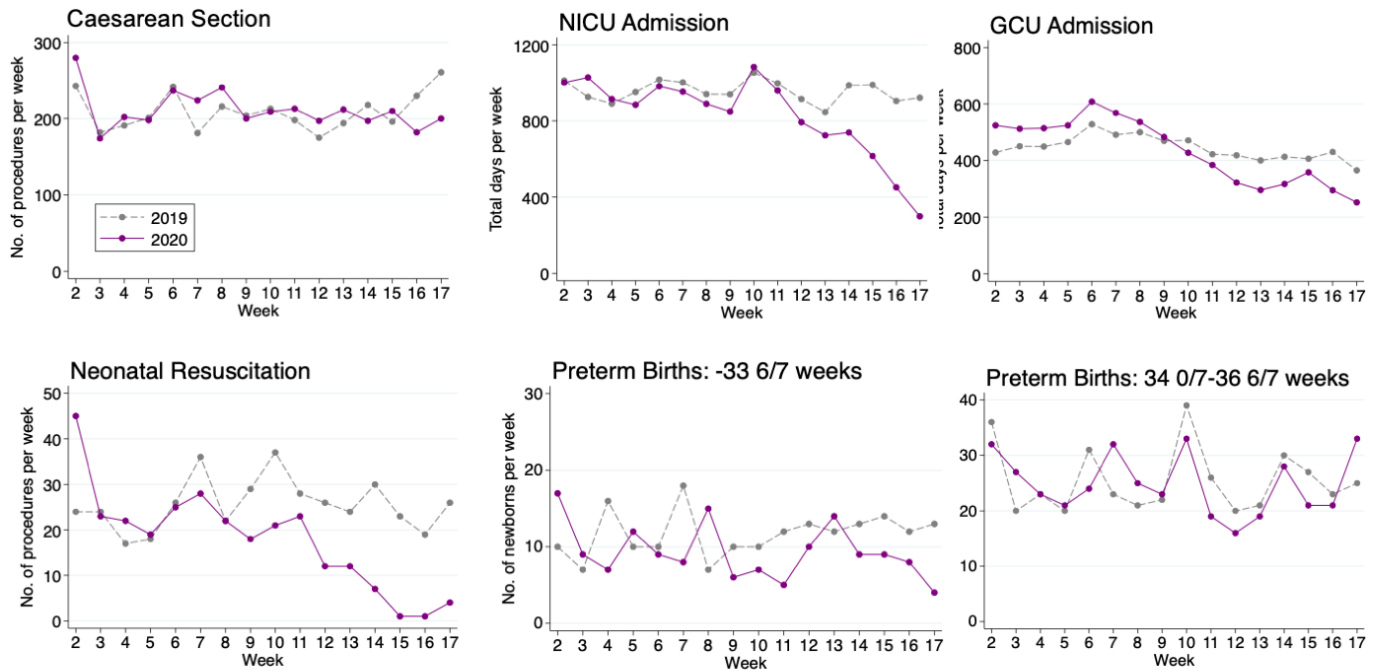 Caesarean Section
No. of procedures per week
300
200
100
0
2 3 4 5 6 7 8 9 10 11 12 13 14 15 16 17
Week
2019
2020
NICU Admission
Total days per week
1200
800
400
0
2 3 4 5 6 7 8 9 10 11 12 13 14 15 16 17
Week
GCU Admission
days per week
800
600
400
200
0
2 3 4 5 6 7 8 9 10 11 12 13 14 15 16 17
Week
Neonatal Resuscitation
No. of procedures per week
50
40
30
20
10
0
2 3 4 5 6 7 8 9 10 11 12 13 14 15 16 17
Week
Preterm Births: -33 6/7 weeks
No. of newborns per week
30
20
10
0
2 3 4 5 6 7 8 9 10 11 12 13 14 15 16 17
Week
Preterm Births: 34 0/7-36 6/7 weeks
40
30
20
10
0
2 3 4 5 6 7 8 9 10 11 12 13 14 15 16 17
Week